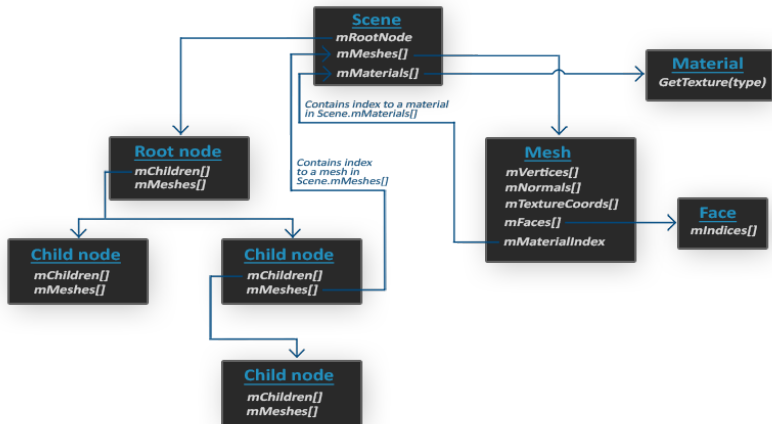 Scene
mRootNode
mMeshes[]
mMaterials[]
Material
GetTexture(type)
Contains index to a material
in Scene.mMaterials[]
Root node
mChildren[]
mMeshes[]
Contains index
to a mesh in
Scene.mMeshes[]
Mesh
mVertices[]
mNormals[]
mTextureCoords[]
mFaces[]
mMaterialIndex
Face
mIndices[]
Child node
mChildren[]
mMeshes[]
Child node
mChildren[]
mMeshes[]
Child node
mChildren[]
mMeshes[]